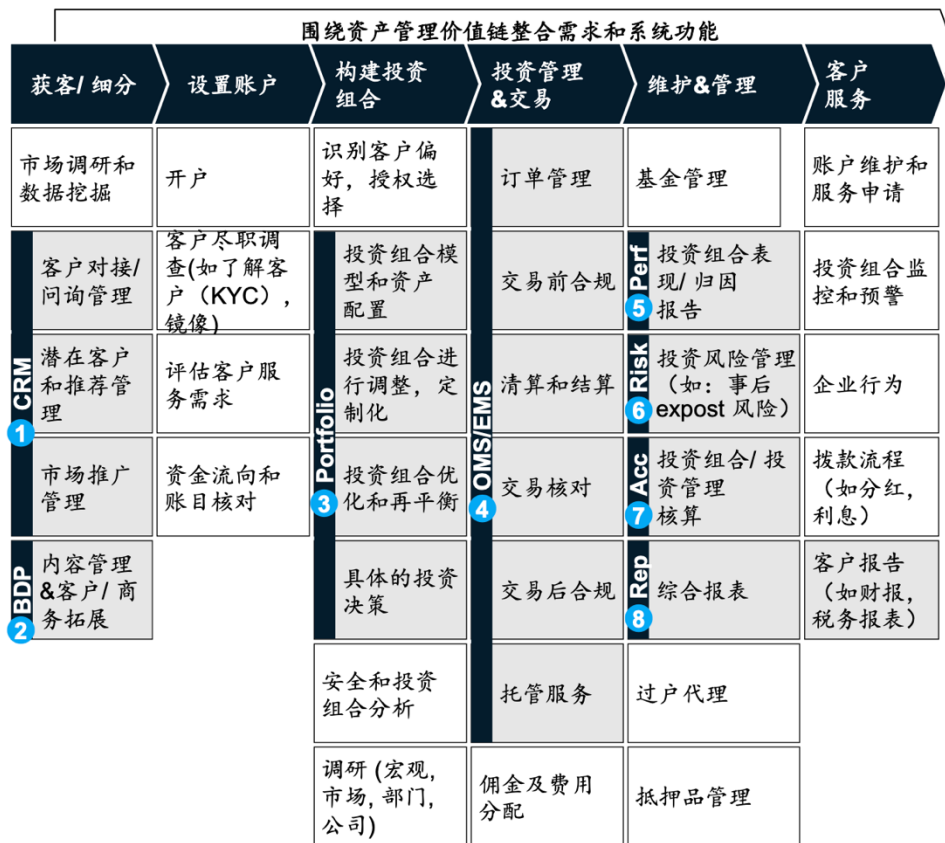 围绕资产管理价值链整合需求和系统功能
获客/ 细分
设置账户
构建投资
组合
投资管理
&交易
维护&管理
客户
服务
市场调研和
数据挖掘
CRM
1
客户对接/
问询管理
潜在客户
和推荐管
理
市场推广
管理
BDP
2
内容管理
&客户/ 商
务拓展
开户
客户尽职调
查(如了解客
户（KYC）,
镜像)
评估客户服
务需求
资金流向和
账目核对
识别客户偏
好，授权选
择
Portfolio
3
投资组合模
型和资产
配置
投资组合进
行调整，定
制化
投资组合优
化和再平衡
具体的投资
决策
安全和投资
组合分析
调研 (宏观,
市场, 部门,
公司)
OMS/EMS
4
订单管理
交易前合规
清算和结算
交易核对
交易后合规
托管服务
佣金及费用
分配
基金管理
Perf
5
投资组合表
现/ 归因
报告
Risk
6
投资风险管理
（如：事后
expost 风险）
Acc
7
投资组合/ 投
资管理
核算
Rep
8
综合报表
过户代理
抵押品管理
账户维护和
服务申请
投资组合监
控和预警
企业行为
拨款流程
（如分红,
利息）
客户报告
（如财报,
税务报表）